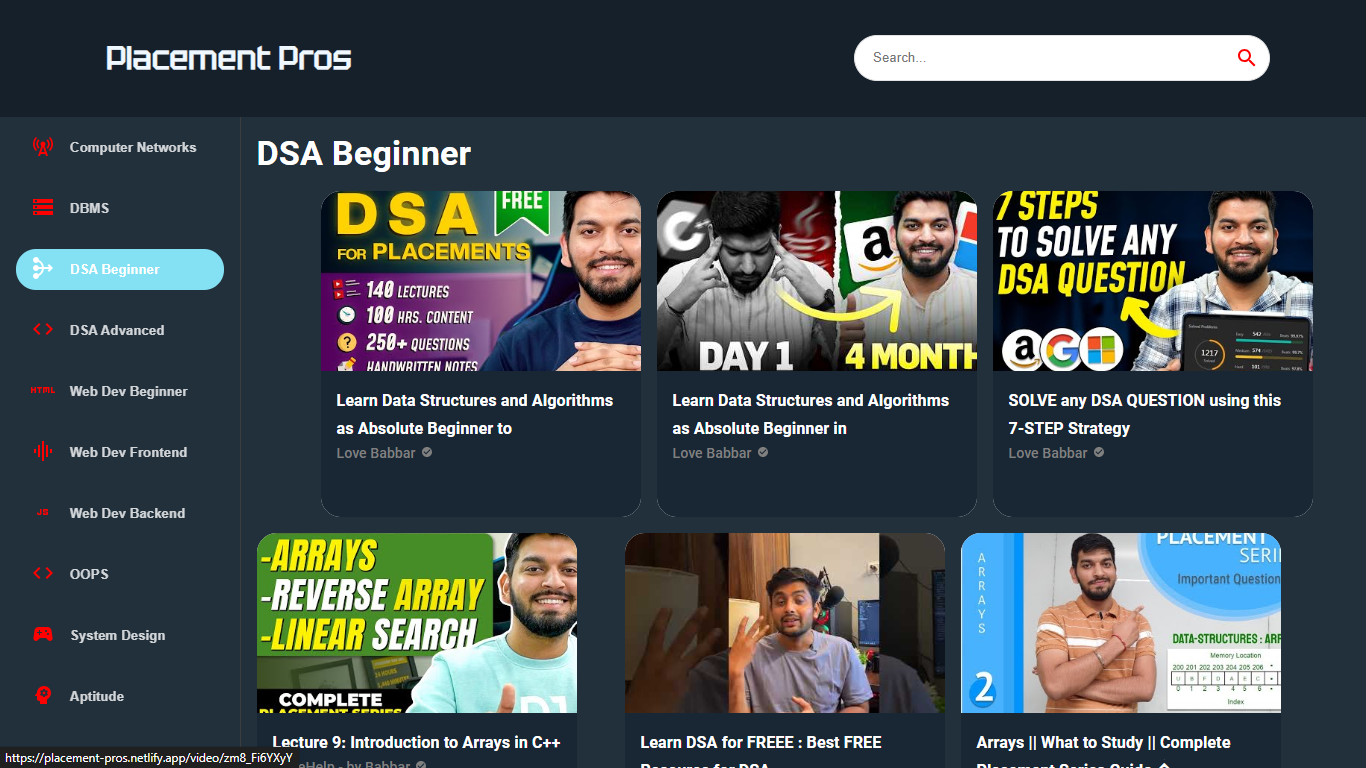 Placement Pros
Search...
Computer Networks
DBMS
DSA Beginner
DSA Advanced
HTML Web Dev Beginner
Web Dev Frontend
JS Web Dev Backend
OOPS
System Design
Aptitude
DSA Beginner
DSA
FREE
FOR PLACEMENTS
140 LECTURES
100 HRS. CONTENT
250+ QUESTIONS
HANDWRITTEN NOTES
Learn Data Structures and Algorithms
as Absolute Beginner to
Love Babbar
DAY 1
4 MONTH
Learn Data Structures and Algorithms
as Absolute Beginner in
Love Babbar
7 STEPS
TO SOLVE ANY
DSA QUESTION
a G
1217
SOLVE any DSA QUESTION using this
7-STEP Strategy
Love Babbar
-ARRAYS
-REVERSE ARRAY
-LINEAR SEARCH
COMPLETE
PLACEMENT SERIES
Lecture 9: Introduction to Arrays in C++
eHelp - by Babbar
Learn DSA for FREEE : Best FREE
Resource for DSA
ARRAYS
2
PLACEMENT
SERI
Important Question
DATA-STRUCTURES : ARR
Memory Location
200 201 202 203 204 205 206
U B F D A E C
0 1 2 3 4 5 6
Index
Arrays || What to Study || Complete
Placement Series Guide
https://placement-pros.netlify.app/video/zm8_Fi6YXyY